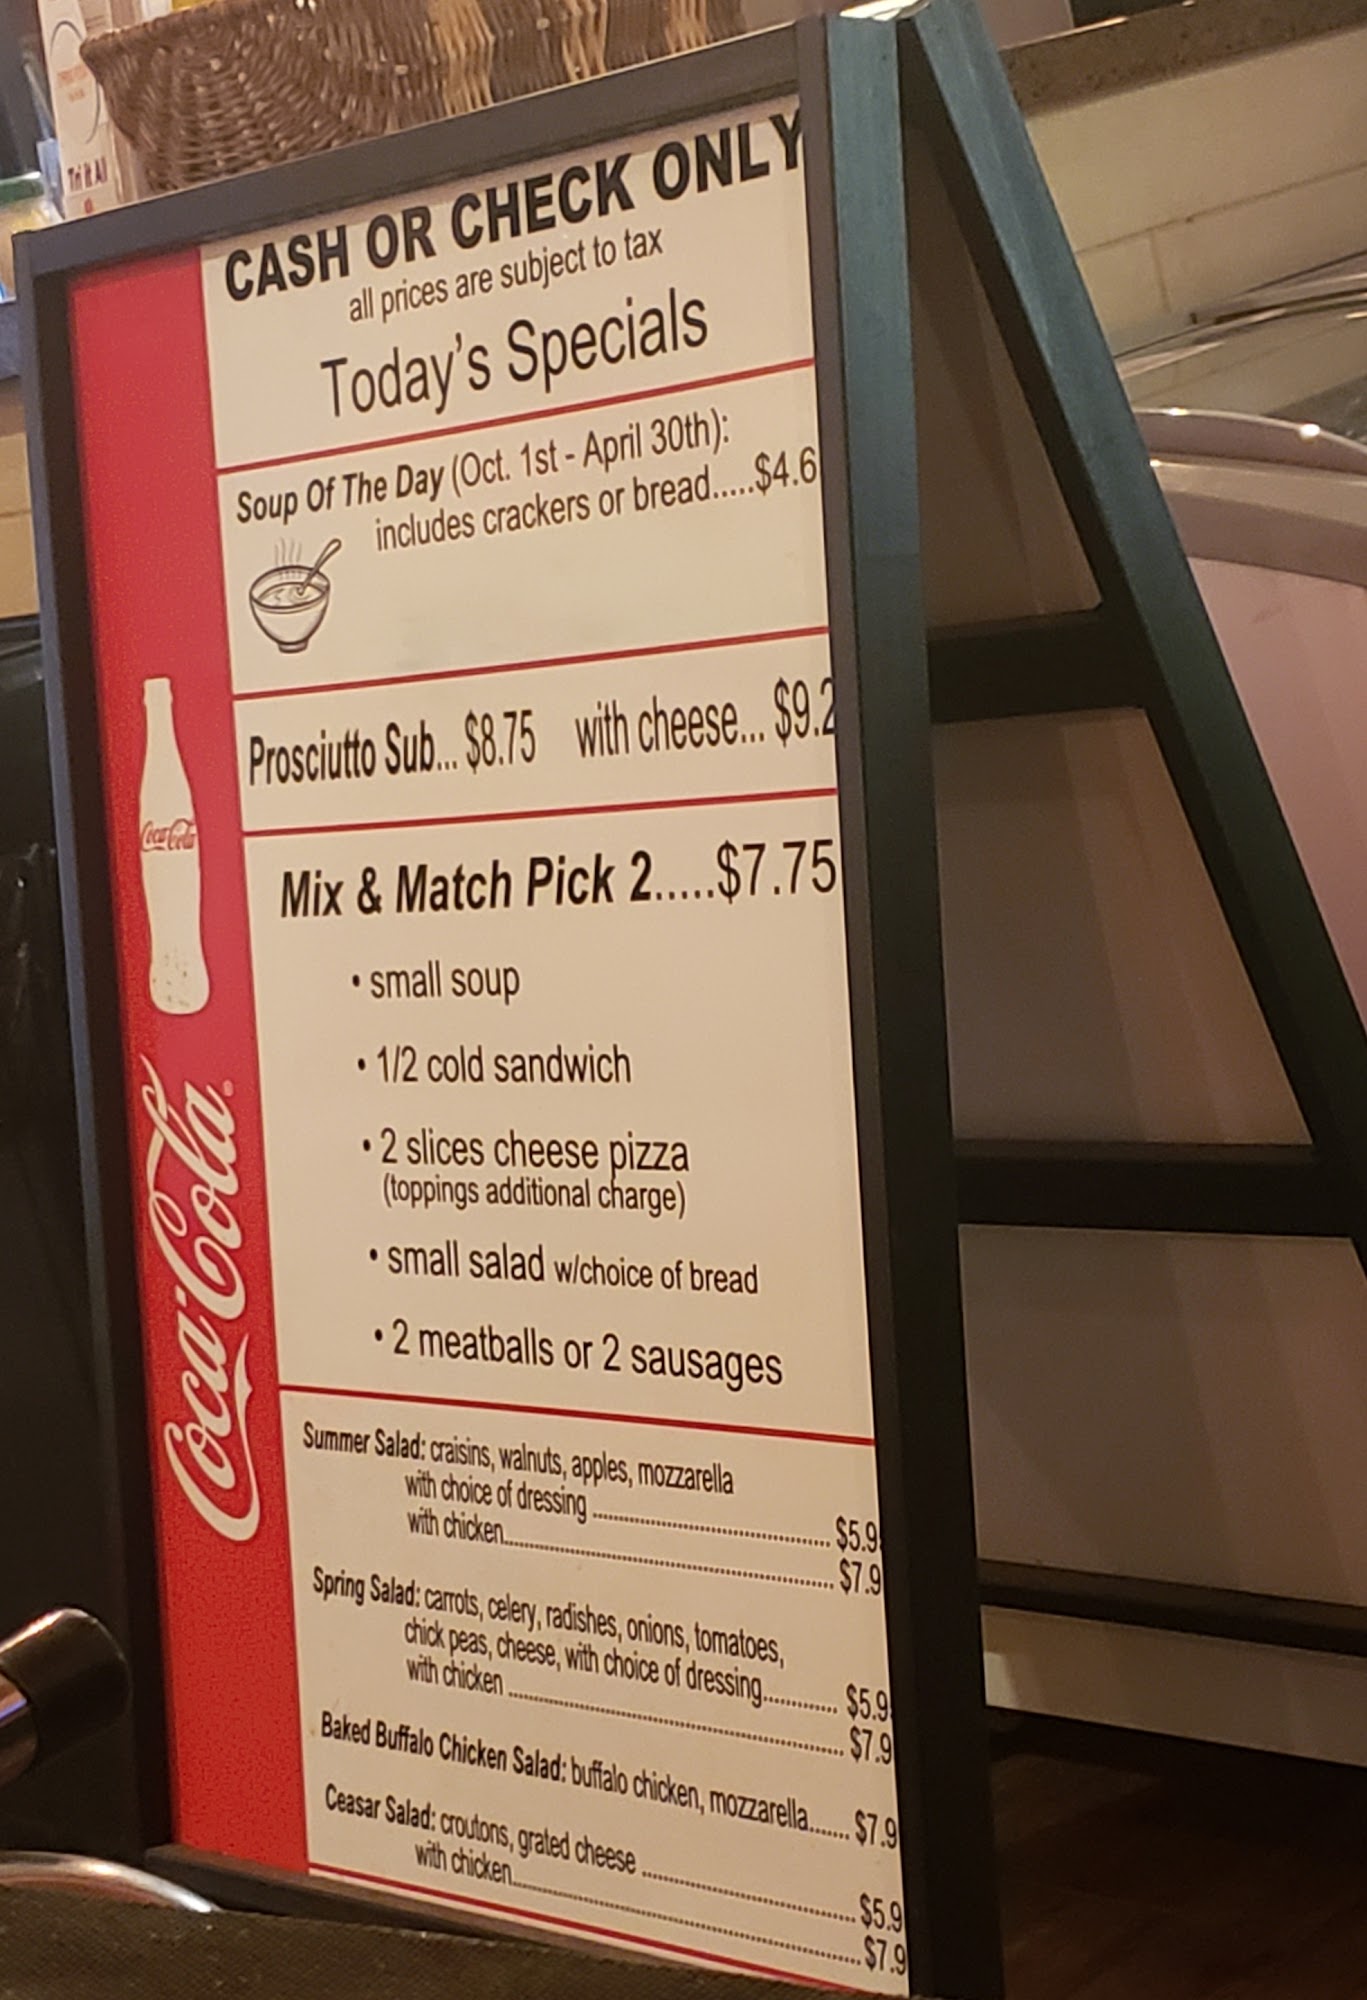 Tri it All
CASH OR CHECK ONLY
all prices are subject to tax
Today's Specials
Soup Of The Day (Oct. 1st - April 30th):
includes crackers or bread.....$4.6
Prosciutto Sub... $8.75 with cheese... $9.2
Mix & Match Pick 2.....$7.75
• small soup
• 1/2 cold sandwich
• 2 slices cheese pizza
(toppings additional charge)
• small salad w/choice of bread
• 2 meatballs or 2 sausages
Summer Salad: craisins, walnuts, apples, mozzarella
with choice of dressing ........................................ $5.9
with chicken........................................................ $7.9
Spring Salad: carrots, celery, radishes, onions, tomatoes,
chick peas, cheese, with choice of dressing............. $5.9
with chicken ........................................................ $7.9
Baked Buffalo Chicken Salad: buffalo chicken, mozzarella....... $7.9
Ceasar Salad: croutons, grated cheese ..................................... $5.9
with chicken............................................................ $7.9
Coca-Cola
Coca-Cola®